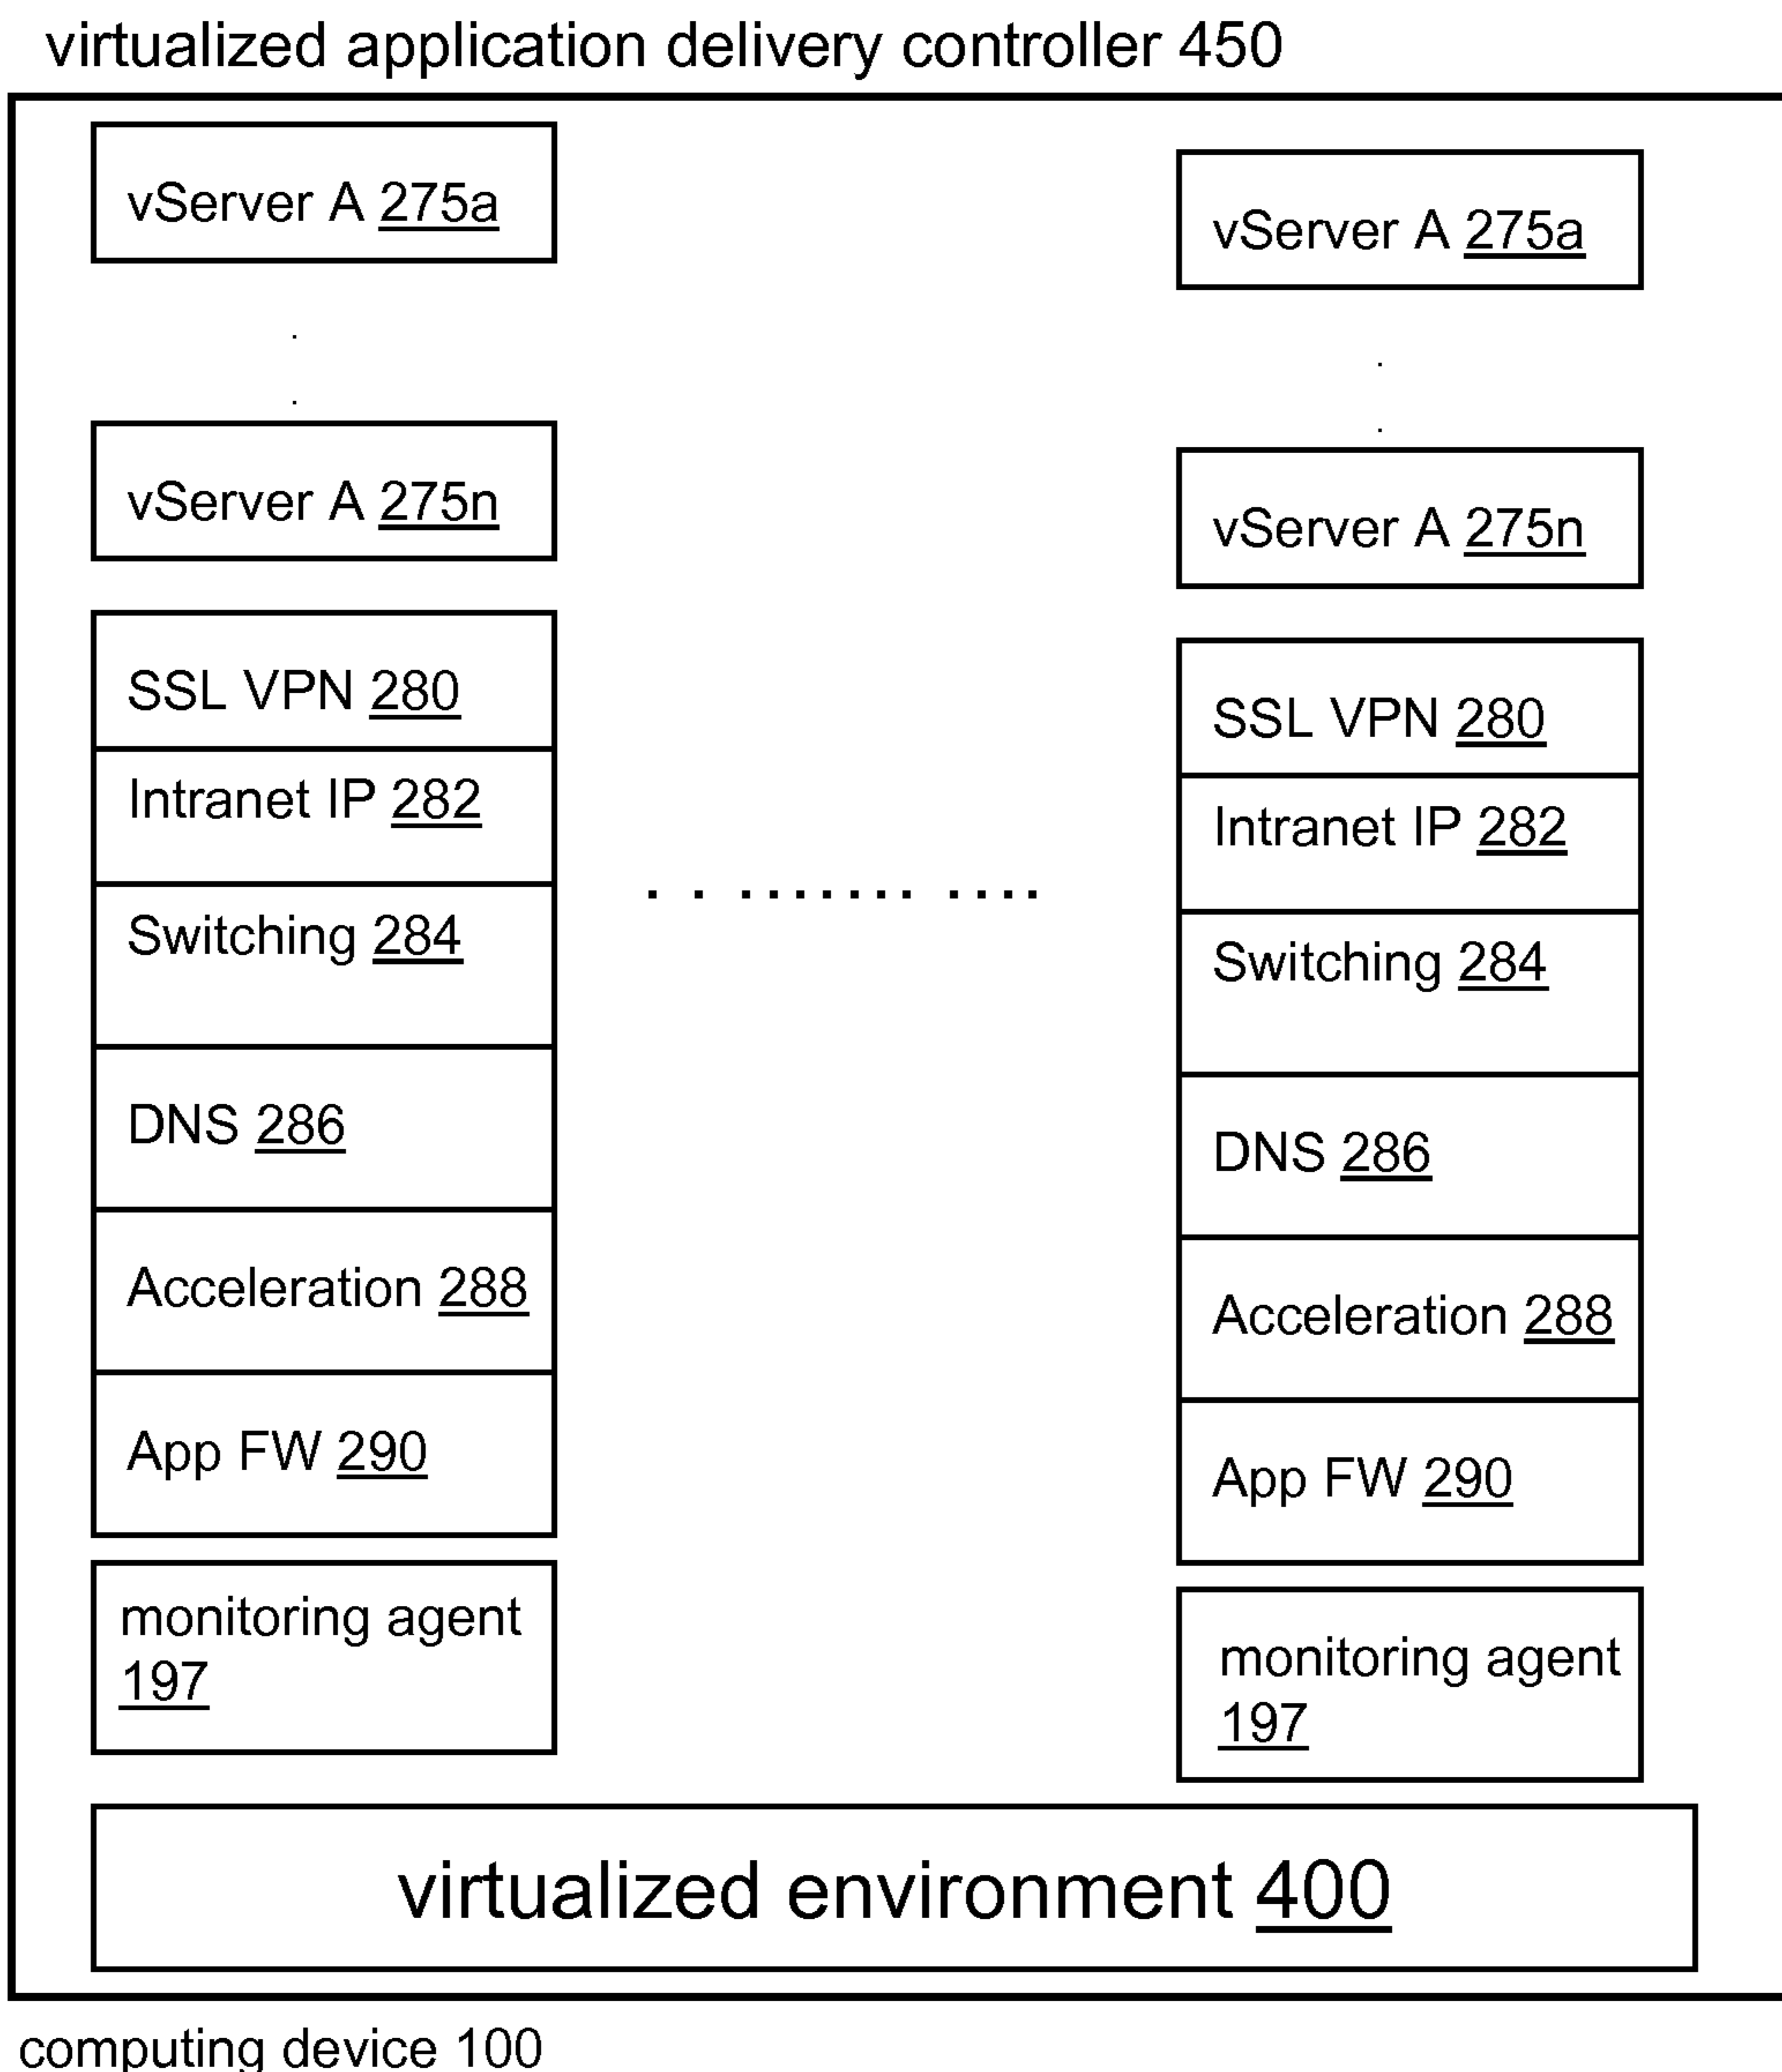 virtualized application delivery controller 450
vServer A 275a
vServer A 275n
SSL VPN 280
Intranet IP 282
Switching 284
DNS 286
Acceleration 288
App FW 290
monitoring agent
197
vServer A 275a
vServer A 275n
SSL VPN 280
Intranet IP 282
Switching 284
DNS 286
Acceleration 288
App FW 290
monitoring agent
197
virtualized environment 400
computing device 100